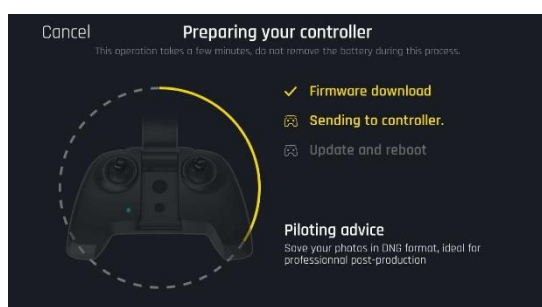 Cancel Preparing your controller
This operation takes a few minutes, do not remove the battery during this process.
Firmware download
Sending to controller.
Update and reboot
Piloting advice
Save your photos in DNG format, ideal for
professionnal post-production